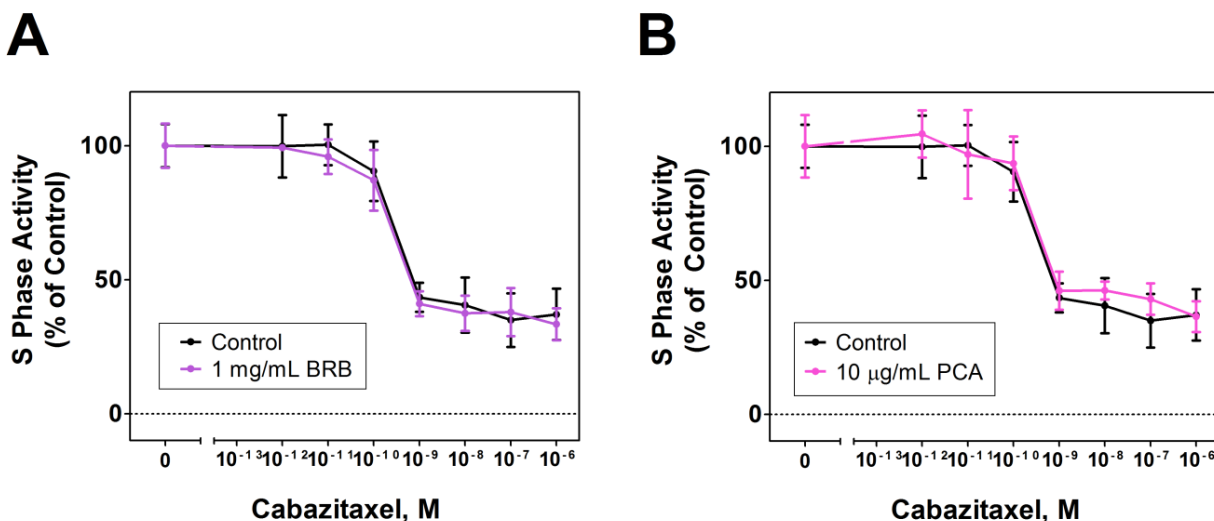 A
S Phase Activity
(% of Control)
100
50
0
Control
1 mg/mL BRB
0
10⁻¹³
10⁻¹²
10⁻¹¹
10⁻¹⁰
10⁻⁹
10⁻⁸
10⁻⁷
10⁻⁶
Cabazitaxel, M
B
S Phase Activity
(% of Control)
100
50
0
Control
10 μg/mL PCA
0
10⁻¹³
10⁻¹²
10⁻¹¹
10⁻¹⁰
10⁻⁹
10⁻⁸
10⁻⁷
10⁻⁶
Cabazitaxel, M